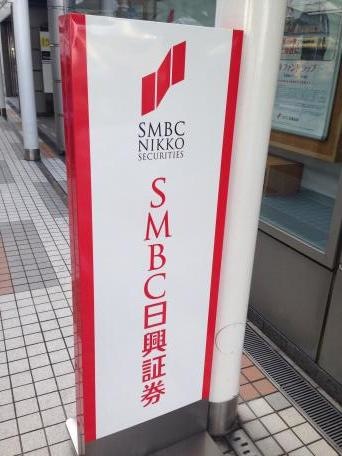 SMBC
NIKKO
SECURITIES
SMBC日興証券